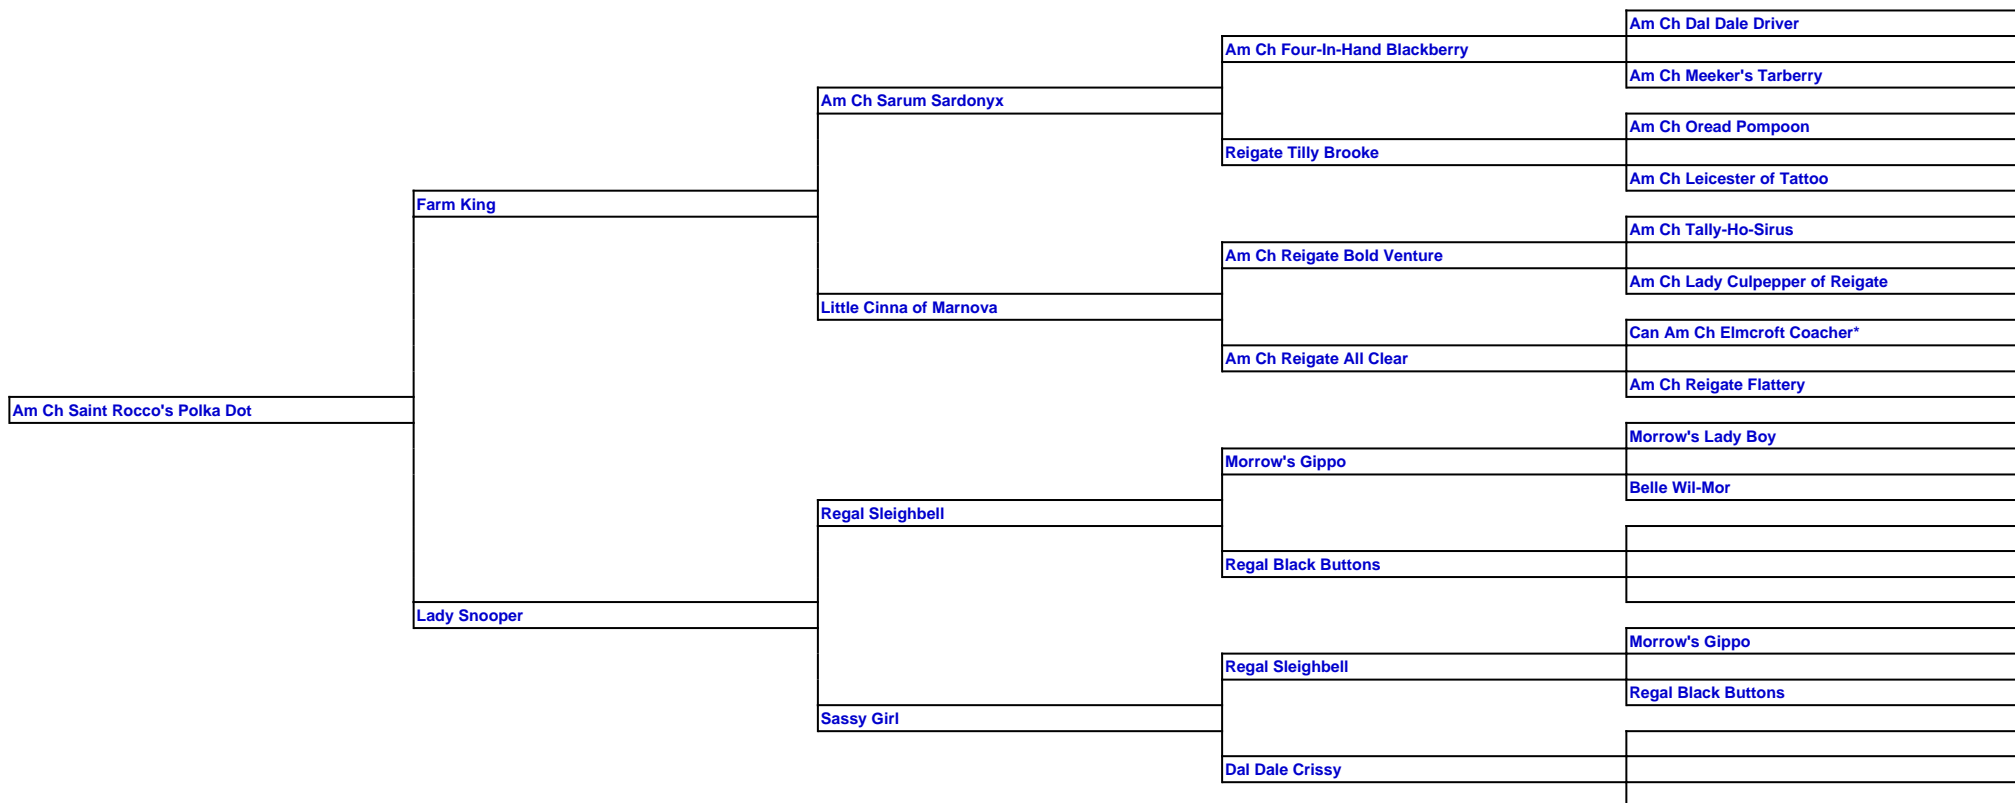 Am Ch Dal Dale Driver
Am Ch Four-In-Hand Blackberry
Am Ch Meeker's Tarberry
Am Ch Sarum Sardonyx
Am Ch Oread Pompoon
Reigate Tilly Brooke
Am Ch Leicester of Tattoo
Farm King
Am Ch Tally-Ho-Sirus
Am Ch Reigate Bold Venture
Am Ch Lady Culpepper of Reigate
Little Cinna of Marnova
Can Am Ch Elmcroft Coacher*
Am Ch Reigate All Clear
Am Ch Reigate Flattery
Am Ch Saint Rocco's Polka Dot
Morrow's Lady Boy
Morrow's Gippo
Belle Wil-Mor
Regal Sleighbell
Regal Black Buttons
Lady Snooper
Morrow's Gippo
Regal Sleighbell
Regal Black Buttons
Sassy Girl
Dal Dale Crissy